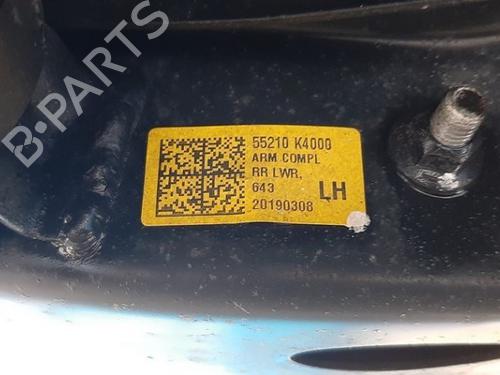 B-PARTS
55210 K4000
ARM COMPL
RR LWR,
643 LH
20190308